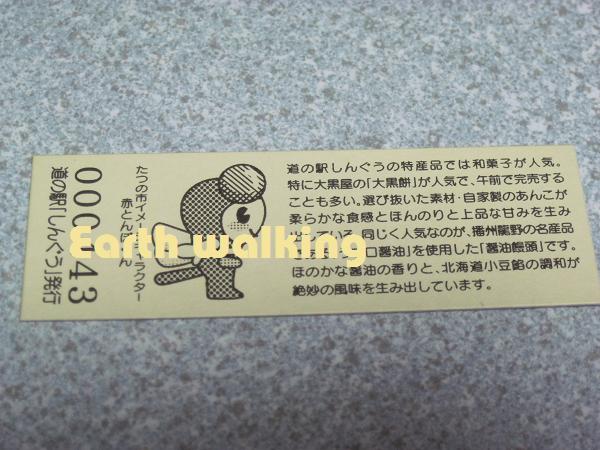 道の駅しんぐうの特産品では和菓子が人気。
特に大黒屋の「大黒餅」が人気で、午前で完売する
ことも多い。選び抜いた素材・自家製のあんこが
柔らかな食感とほんのりと上品な甘みを生み
いる。同じく人気なのが、播州龍野の名産品
口醤油」を使用した「醤油饅頭」です。
ほのかな醤油の香りと、北海道小豆餡の調和が
絶妙の風味を生み出しています。
たつの市イメージキャラクター
赤とんぼくん
000143
道の駅「しんぐう」発行
Earth walking